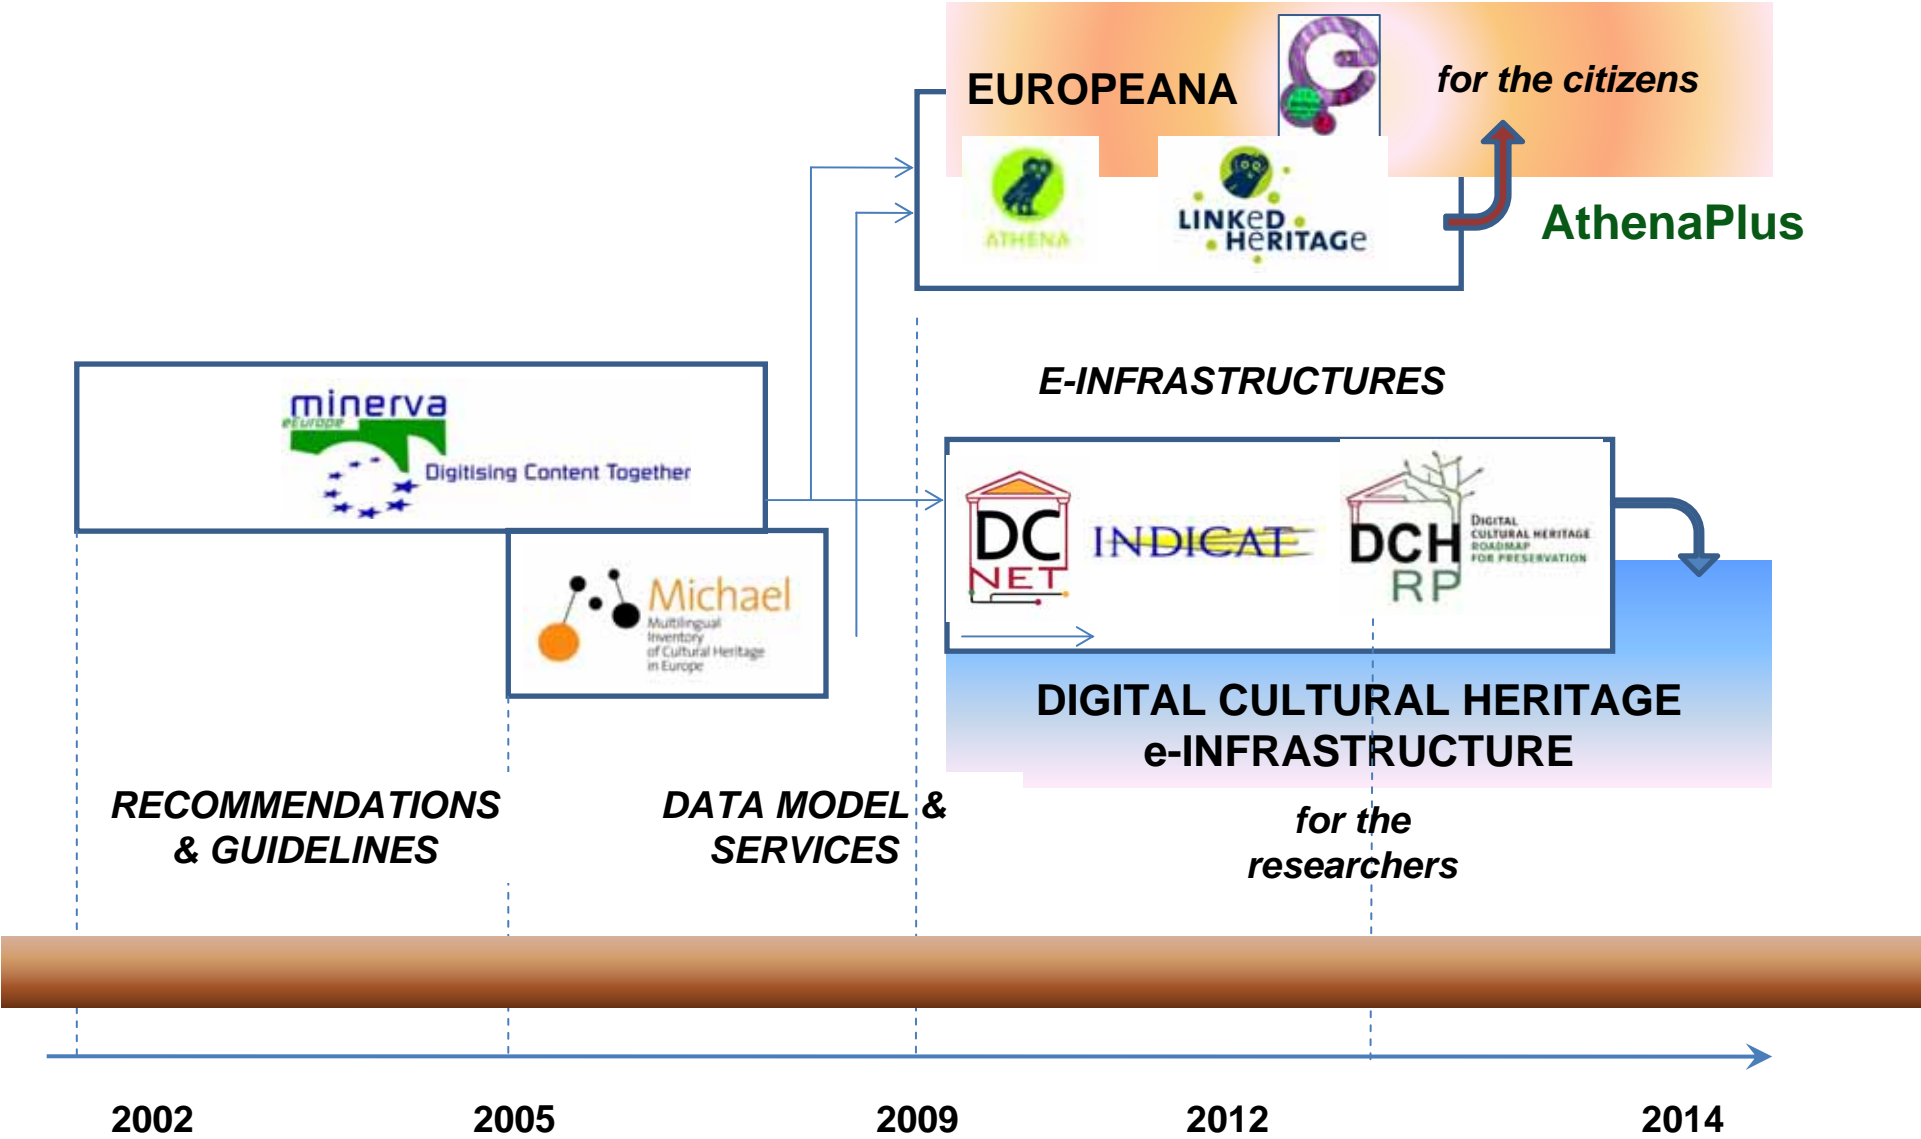 EUROPEANA
for the citizens
ATHENA
LINKeD
HeRITAGe
AthenaPlus
minerva
eEurope
Digitising Content Together
E-INFRASTRUCTURES
Michael
Multilingual
Inventory
of Cultural Heritage
in Europe
DC
NET
INDICATE
DCH
RP
DIGITAL
CULTURAL HERITAGE
ROADMAP
FOR PRESERVATION
DIGITAL CULTURAL HERITAGE
e-INFRASTRUCTURE
RECOMMENDATIONS
& GUIDELINES
DATA MODEL &
SERVICES
for the
researchers
2002
2005
2009
2012
2014